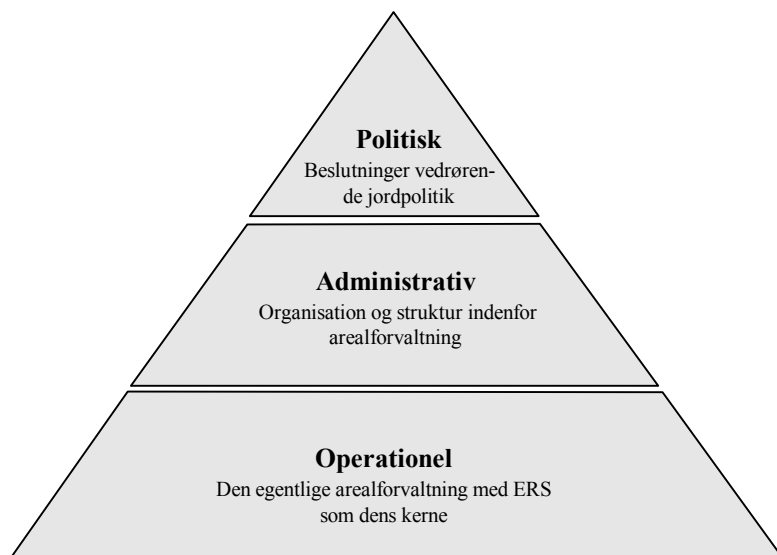 Politisk
Beslutninger vedrøren-
de jordpolitik
Administrativ
Organisation og struktur indenfor
arealforvaltning
Operationel
Den egentlige arealforvaltning med ERS
som dens kerne